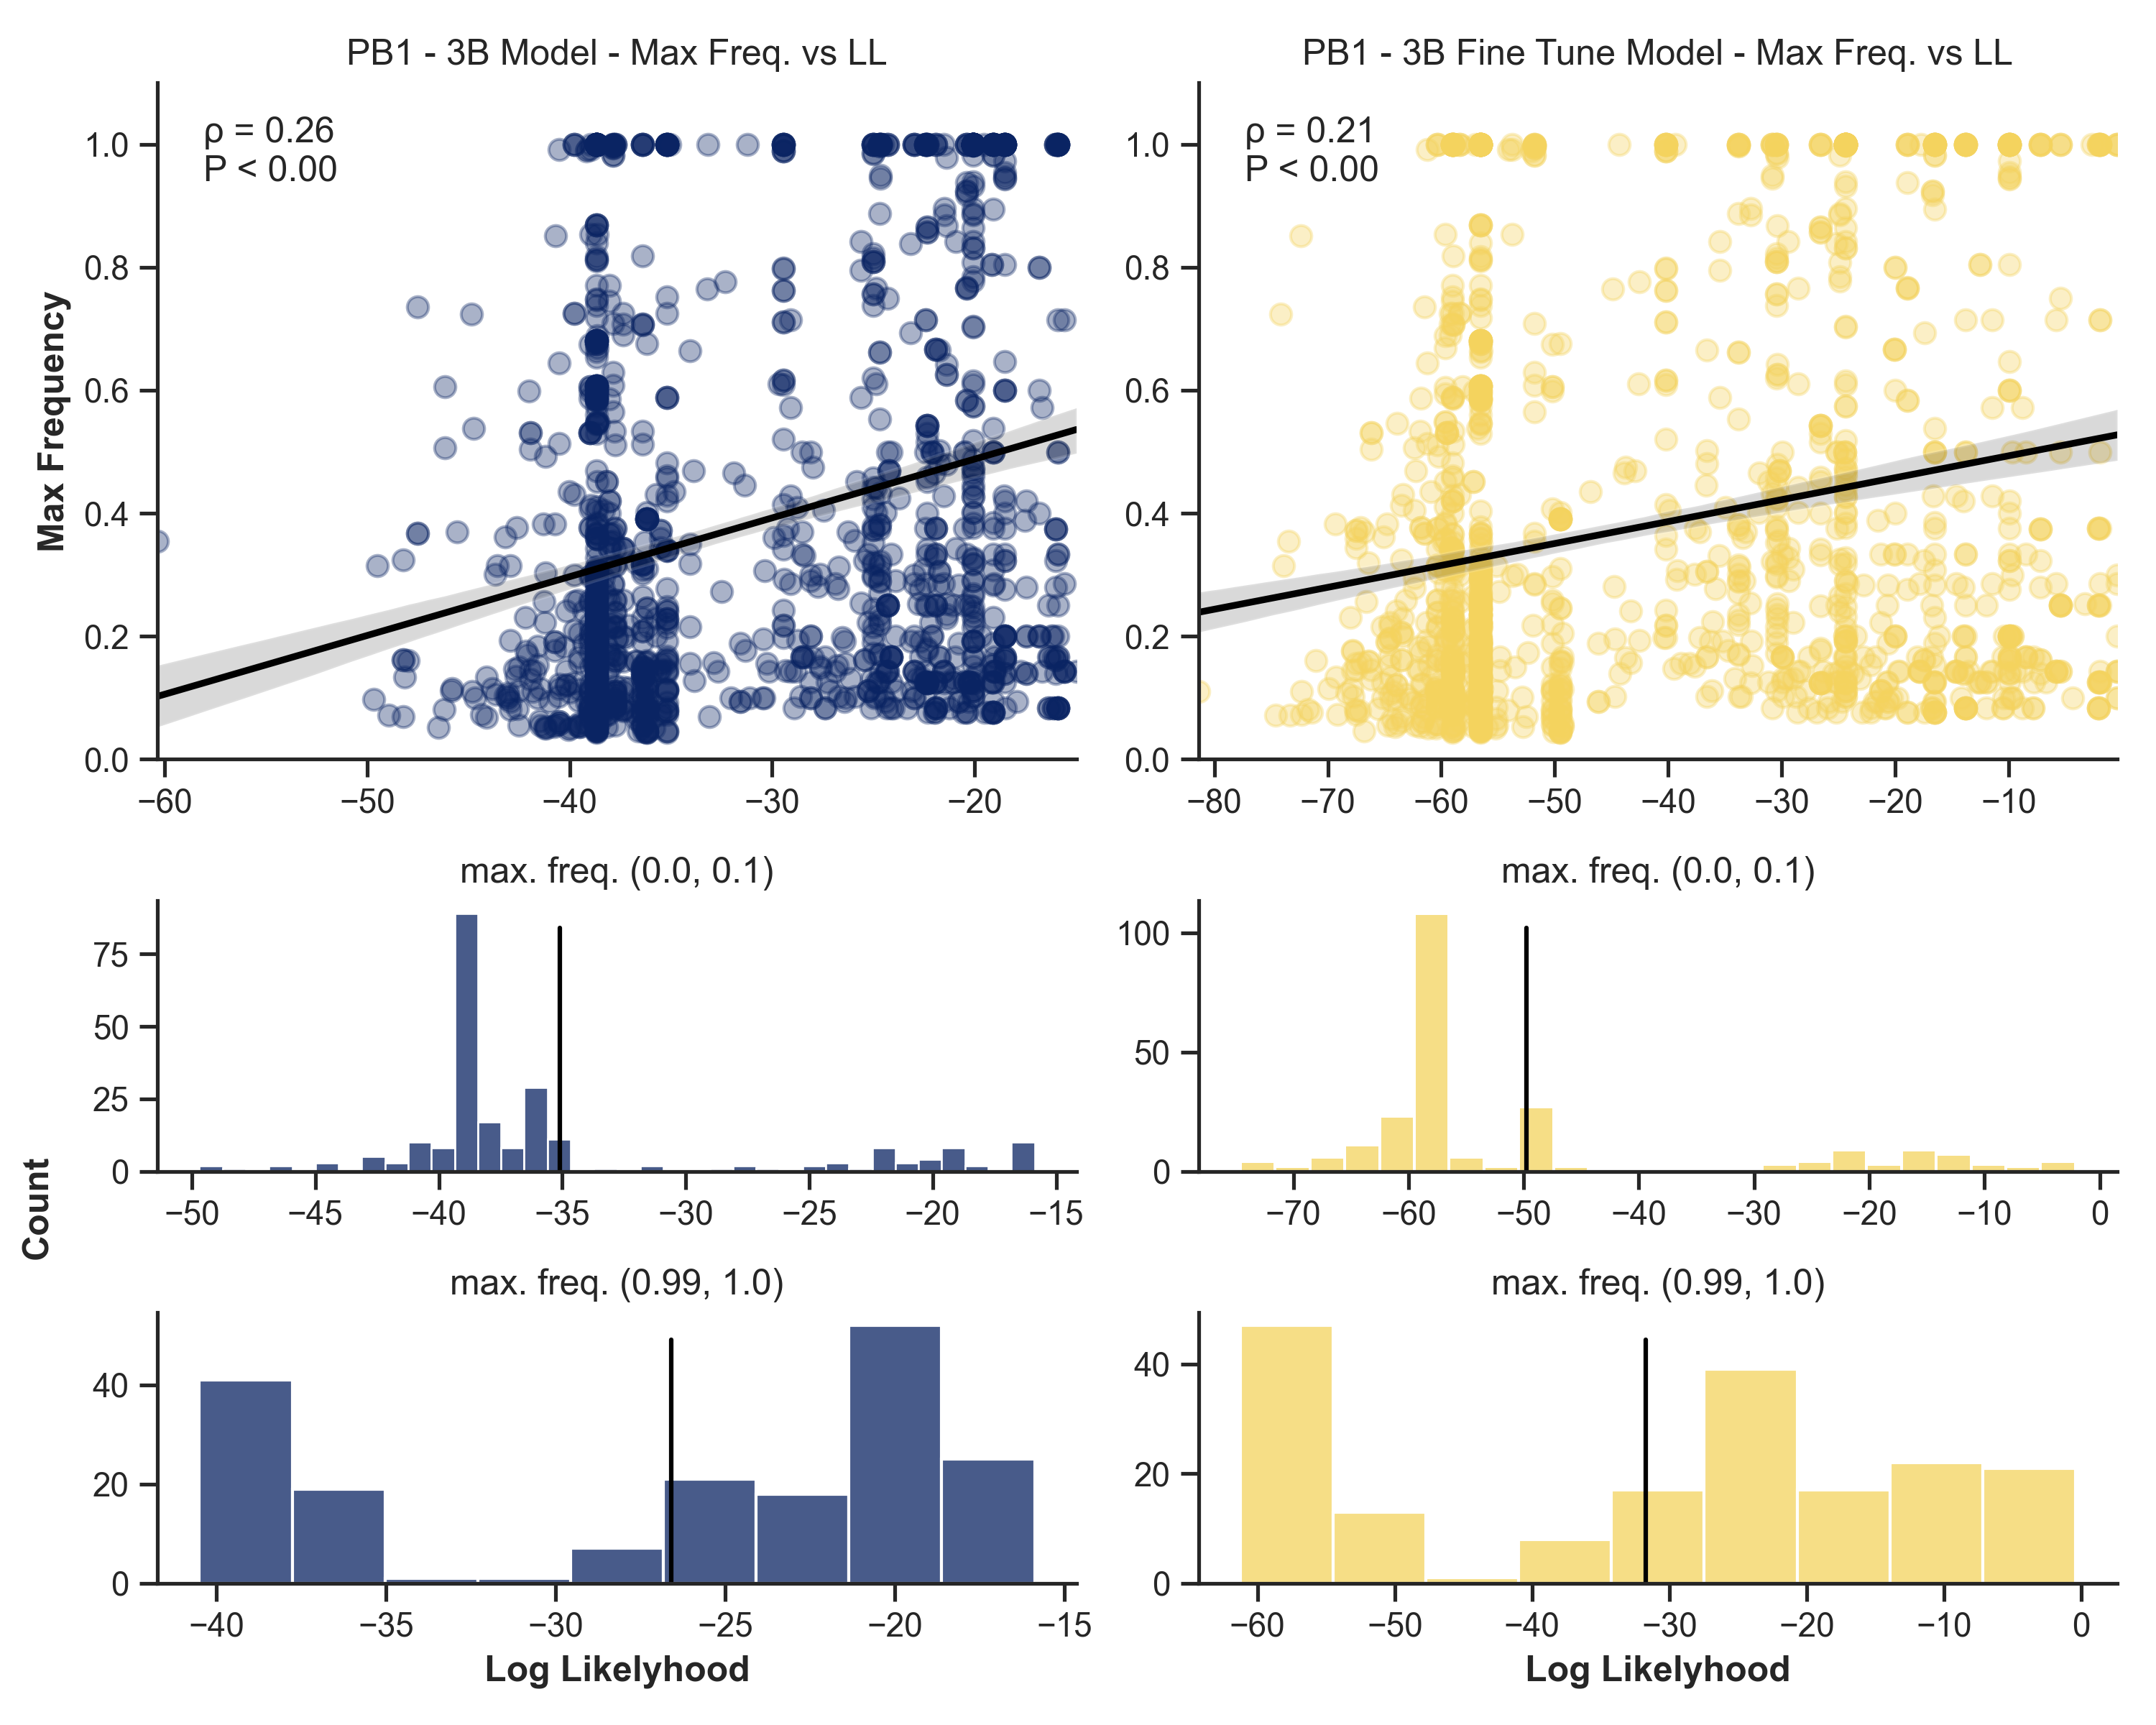 PB1 - 3B Model - Max Freq. vs LL
ρ = 0.26
P < 0.00
Max Frequency
1.0
0.8
0.6
0.4
0.2
0.0
−60 −50 −40 −30 −20
PB1 - 3B Fine Tune Model - Max Freq. vs LL
ρ = 0.21
P < 0.00
1.0
0.8
0.6
0.4
0.2
0.0
−80 −70 −60 −50 −40 −30 −20 −10
max. freq. (0.0, 0.1)
75
50
25
0
−50 −45 −40 −35 −30 −25 −20 −15
max. freq. (0.0, 0.1)
100
50
0
−70 −60 −50 −40 −30 −20 −10 0
Count
max. freq. (0.99, 1.0)
40
20
0
−40 −35 −30 −25 −20 −15
Log Likelyhood
max. freq. (0.99, 1.0)
40
20
0
−60 −50 −40 −30 −20 −10 0
Log Likelyhood